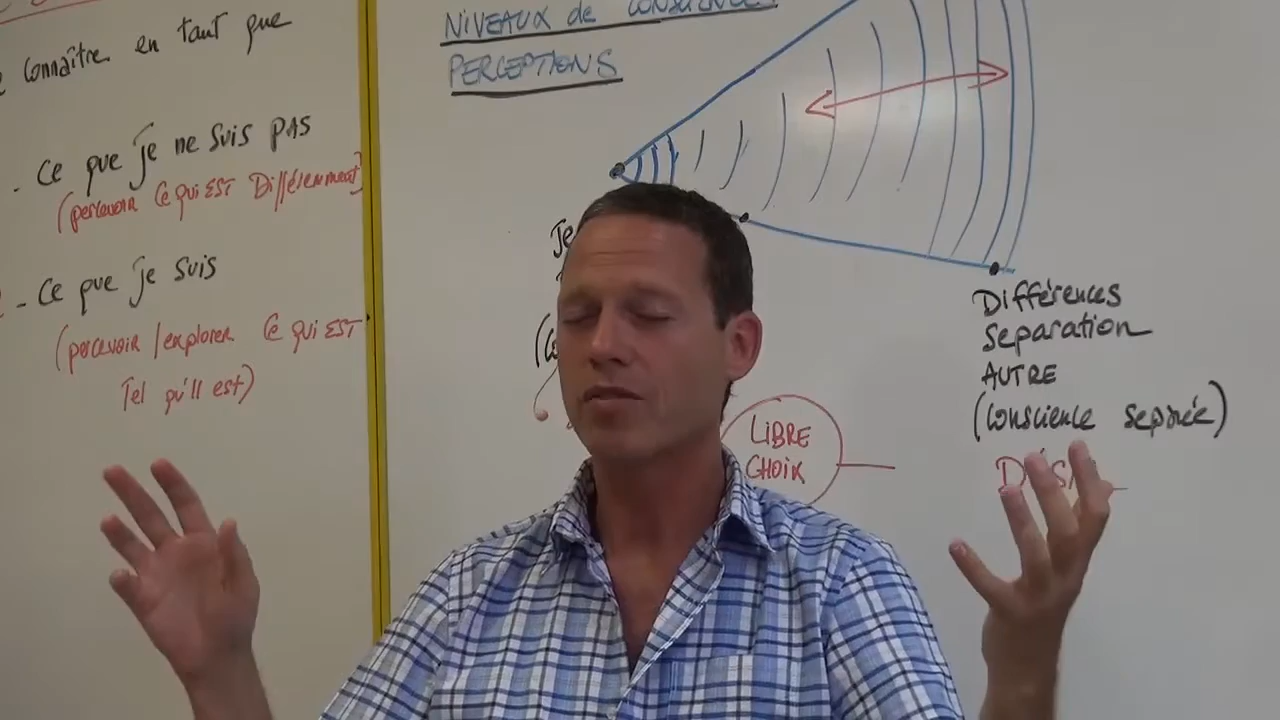 connaître en tant que
- Ce que je ne suis PAS
(percevoir Ce qui EST Différemment)
- Ce que je suis
(percevoir / explorer Ce qui EST
Tel qu'il est)
NIVEAUX de CONSCIENCE
PERCEPTIONS
Je
LIBRE
CHOIX
Différences
Separation
AUTRE
(Conscience separée)